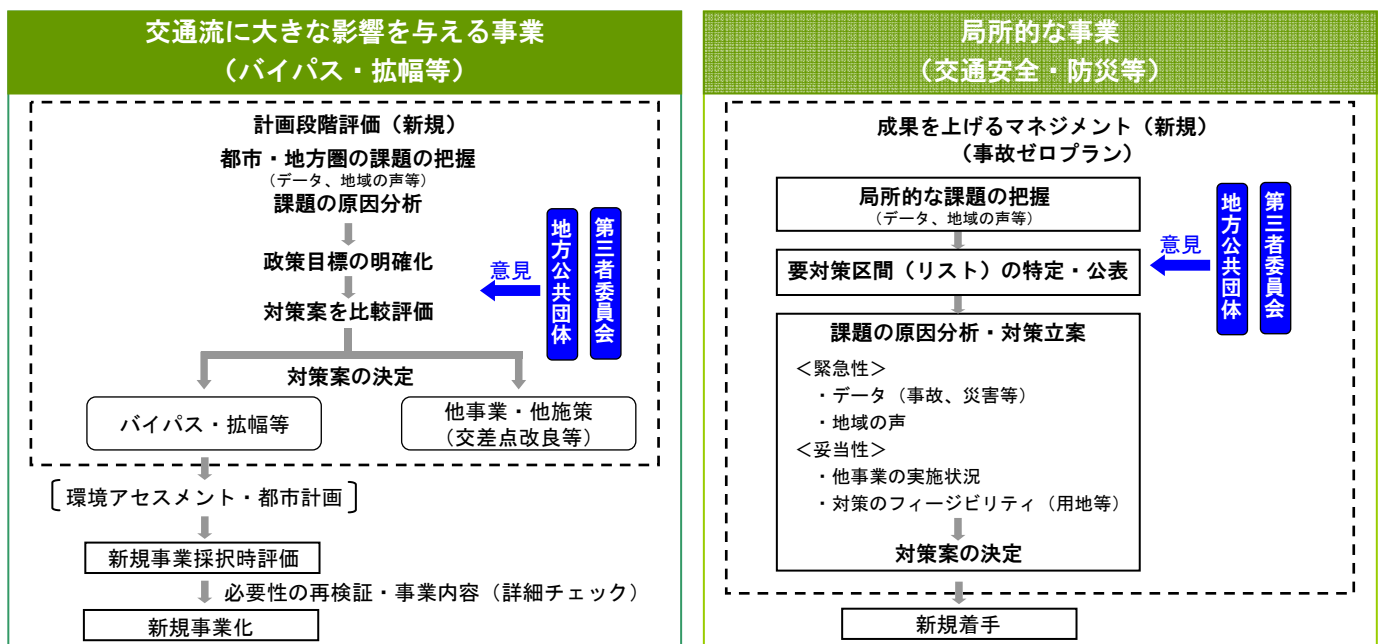 交通流に大きな影響を与える事業
（バイパス・拡幅等）
計画段階評価（新規）
都市・地方圏の課題の把握
（データ、地域の声等）
課題の原因分析
政策目標の明確化
対策案を比較評価
意見
地方公共団体
第三者委員会
対策案の決定
バイパス・拡幅等
他事業・他施策
（交差点改良等）
環境アセスメント・都市計画
新規事業採択時評価
必要性の再検証・事業内容（詳細チェック）
新規事業化
局所的な事業
（交通安全・防災等）
成果を上げるマネジメント（新規）
（事故ゼロプラン）
局所的な課題の把握
（データ、地域の声等）
要対策区間（リスト）の特定・公表
意見
地方公共団体
第三者委員会
課題の原因分析・対策立案
＜緊急性＞
・データ（事故、災害等）
・地域の声
＜妥当性＞
・他事業の実施状況
・対策のフィージビリティ（用地等）
対策案の決定
新規着手